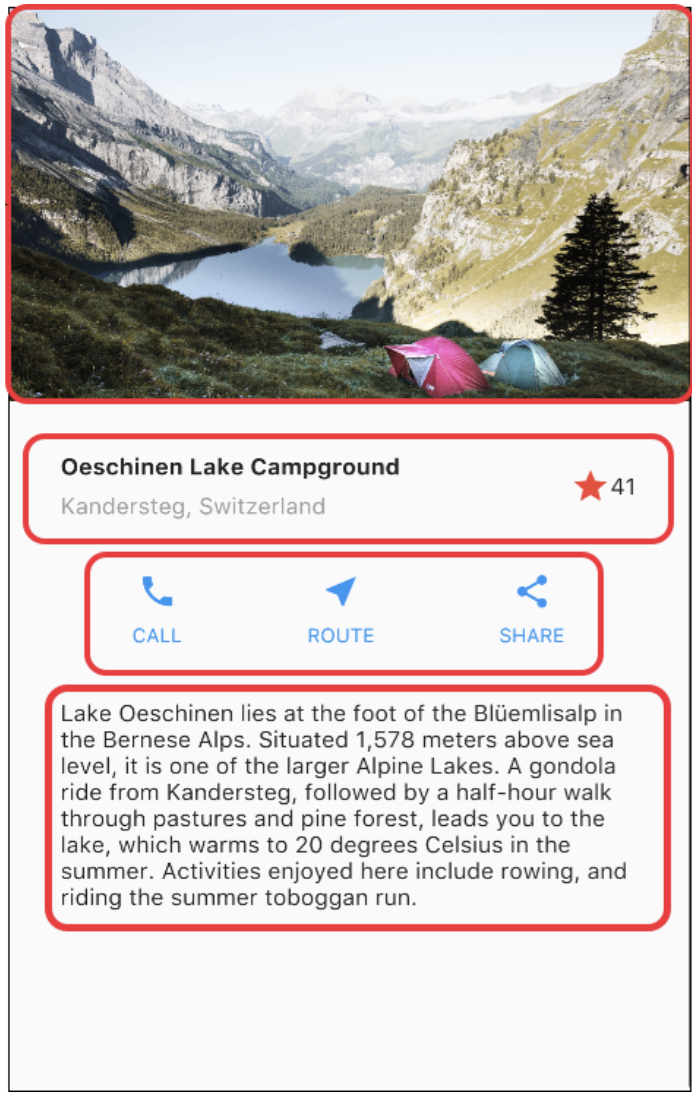 Oeschinen Lake Campground
Kandersteg, Switzerland
41
CALL
ROUTE
SHARE
Lake Oeschinen lies at the foot of the Blüemlisalp in
the Bernese Alps. Situated 1,578 meters above sea
level, it is one of the larger Alpine Lakes. A gondola
ride from Kandersteg, followed by a half-hour walk
through pastures and pine forest, leads you to the
lake, which warms to 20 degrees Celsius in the
summer. Activities enjoyed here include rowing, and
riding the summer toboggan run.